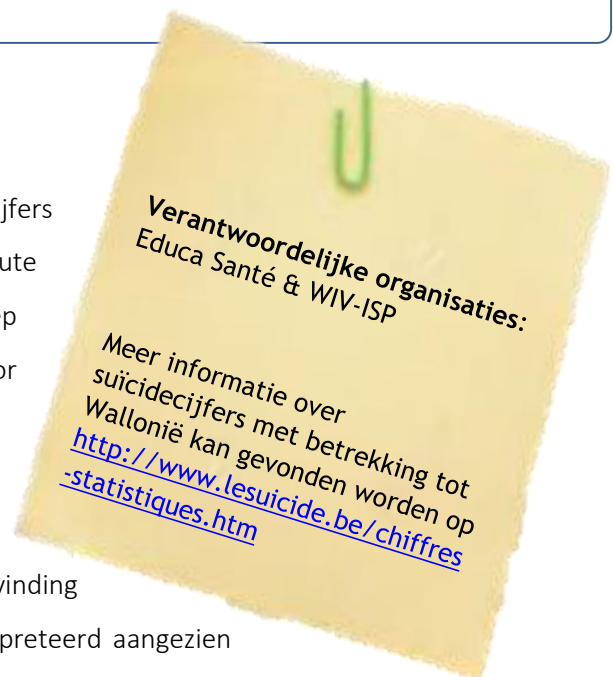 Verantwoordelijke organisaties:
Educa Santé & WIV-ISP
Meer informatie over
suïcidecijfers met betrekking tot
Wallonië kan gevonden worden op
http://www.lesuicide.be/chiffres
-statistiques.htm
ijfers
ute
ep
or
vinding
preteerd aangezien